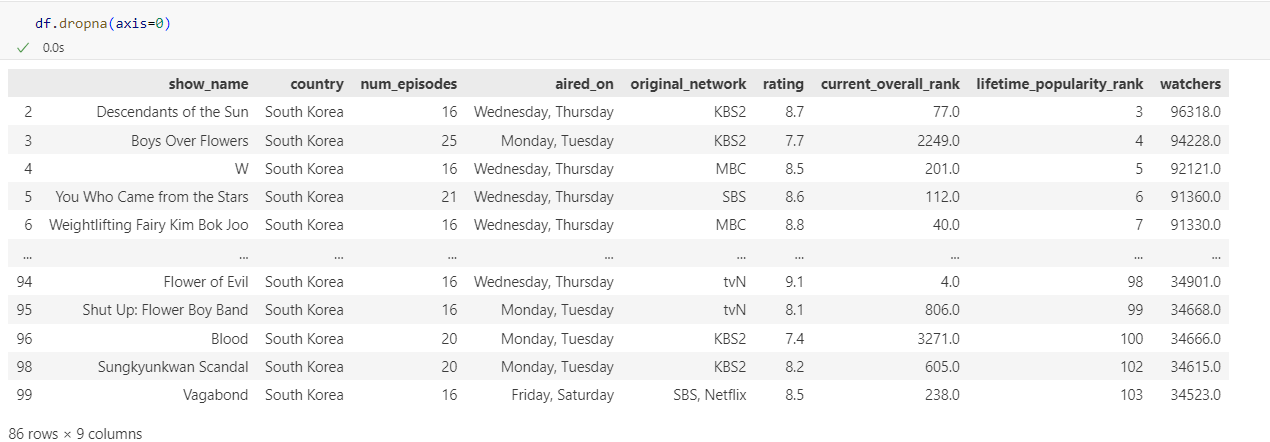 df.dropna(axis=0)
✓ 0.0s
show_name country num_episodes aired_on original_network rating current_overall_rank lifetime_popularity_rank watchers
2 Descendants of the Sun South Korea 16 Wednesday, Thursday KBS2 8.7 77.0 3 96318.0
3 Boys Over Flowers South Korea 25 Monday, Tuesday KBS2 7.7 2249.0 4 94228.0
4 W South Korea 16 Wednesday, Thursday MBC 8.5 201.0 5 92121.0
5 You Who Came from the Stars South Korea 21 Wednesday, Thursday SBS 8.6 112.0 6 91360.0
6 Weightlifting Fairy Kim Bok Joo South Korea 16 Wednesday, Thursday MBC 8.8 40.0 7 91330.0
... ... ... ... ... ... ... ... ... ...
94 Flower of Evil South Korea 16 Wednesday, Thursday tvN 9.1 4.0 98 34901.0
95 Shut Up: Flower Boy Band South Korea 16 Monday, Tuesday tvN 8.1 806.0 99 34668.0
96 Blood South Korea 20 Monday, Tuesday KBS2 7.4 3271.0 100 34666.0
98 Sungkyunkwan Scandal South Korea 20 Monday, Tuesday KBS2 8.2 605.0 102 34615.0
99 Vagabond South Korea 16 Friday, Saturday SBS, Netflix 8.5 238.0 103 34523.0
86 rows × 9 columns